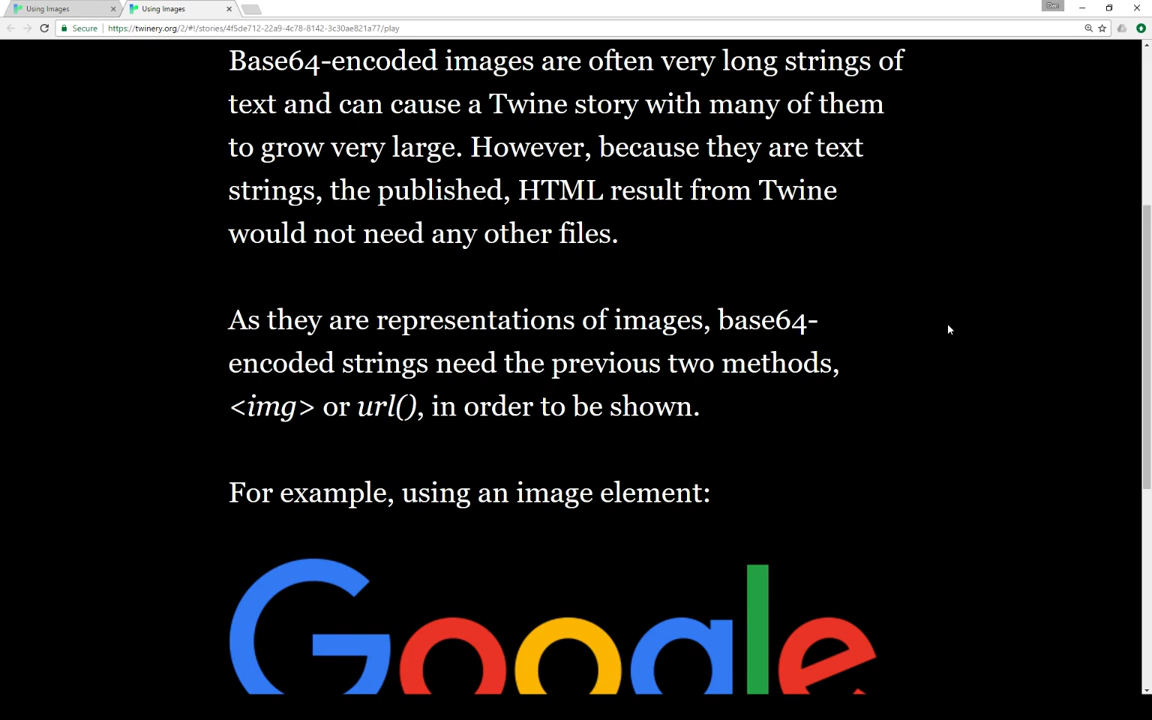 Using Images
Using Images
Secure
https://twinery.org/2/#!/stories/4f5de712-22a9-4c78-8142-3c30ae821a77/play
Base64-encoded images are often very long strings of
text and can cause a Twine story with many of them
to grow very large. However, because they are text
strings, the published, HTML result from Twine
would not need any other files.
As they are representations of images, base64-
encoded strings need the previous two methods,
<img> or url(), in order to be shown.
For example, using an image element:
Google